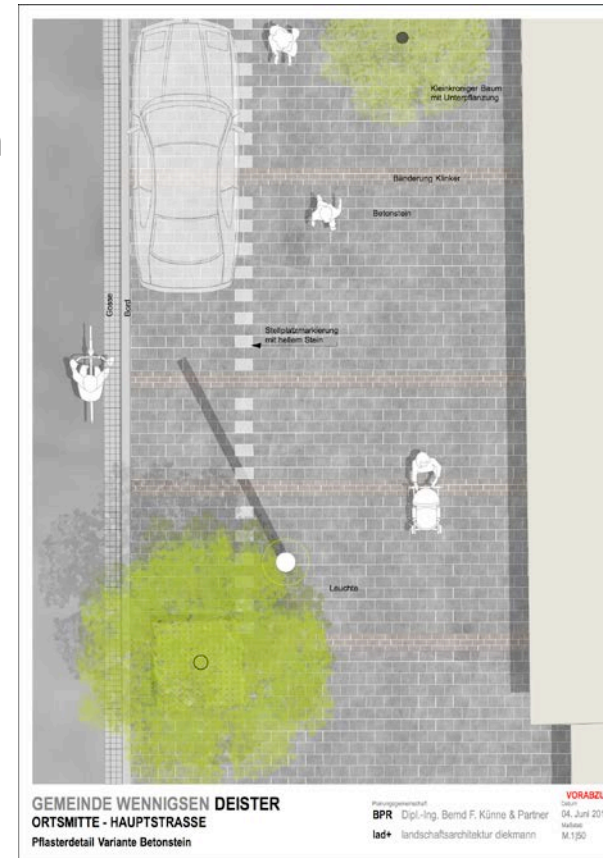 Kleinkroniger Baum
mit Unterpflanzung
Bänderung Klinker
Betonstein
Gosse
Bord
Stellplatzmarkierung
mit hellem Stein
Leuchte
GEMEINDE WENNIGSEN DEISTER
ORTSMITTE - HAUPTSTRASSE
Pflasterdetail Variante Betonstein
Planungsgemeinschaft
BPR Dipl.-Ing. Bernd F. Künne & Partner
lad+ landschaftsarchitektur diekmann
VORABZU
Datum
04. Juni 201
Maßstab
M.1|50